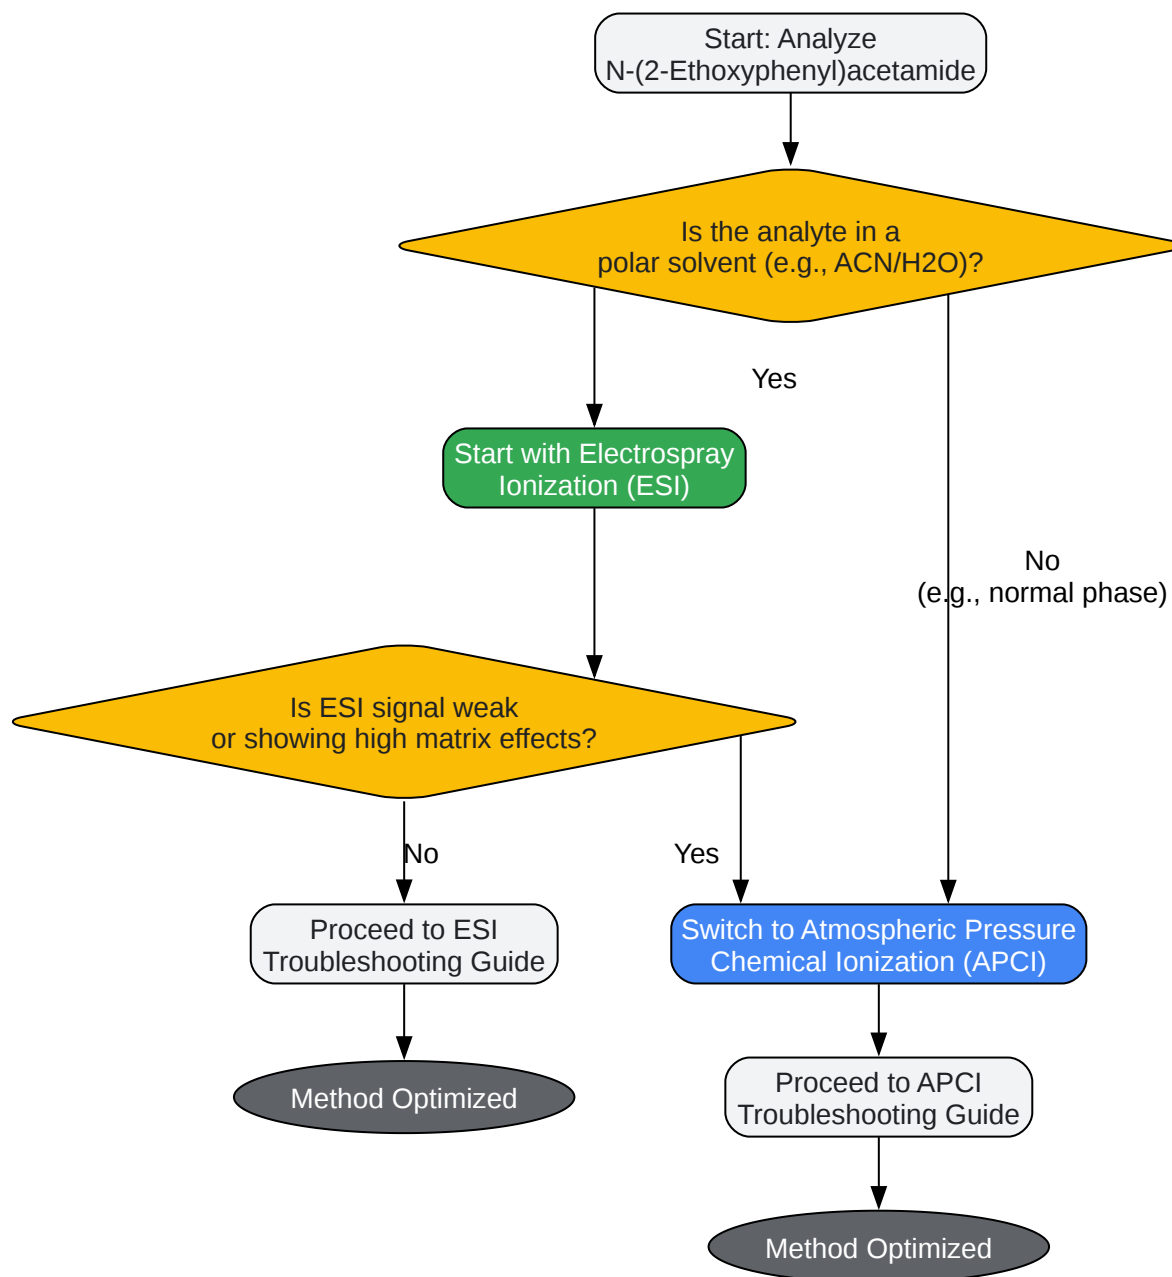 Start: Analyze
N-(2-Ethoxyphenyl)acetamide
Is the analyte in a
polar solvent (e.g., ACN/H2O)?
Yes
Start with Electrospray
Ionization (ESI)
No
(e.g., normal phase)
Is ESI signal weak
or showing high matrix effects?
No
Yes
Proceed to ESI
Troubleshooting Guide
Switch to Atmospheric Pressure
Chemical Ionization (APCI)
Method Optimized
Proceed to APCI
Troubleshooting Guide
Method Optimized